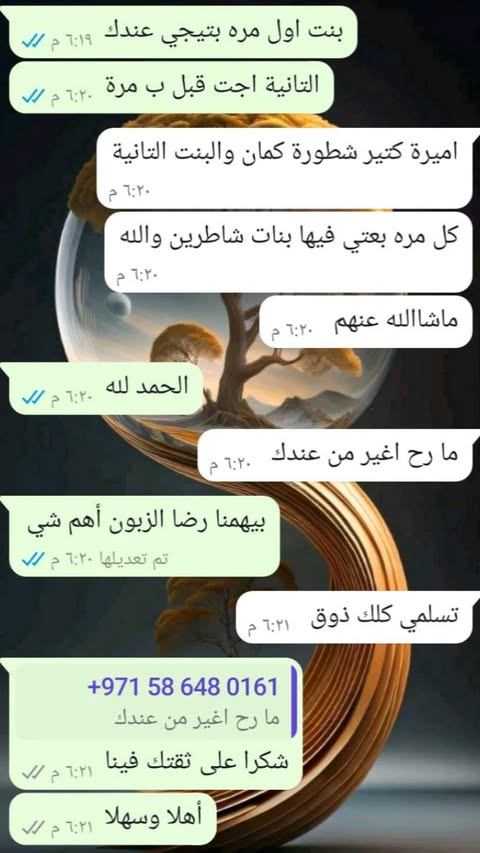 بنت اول مره بتيجي عندك
٦:١٩ م
التانية اجت قبل ب مرة
٦:٢٠ م
اميرة كتير شطورة كمان والبنت التانية
٦:٢٠ م
كل مره بعتي فيها بنات شاطرين والله
٦:٢٠ م
ماشاالله عنهم
٦:٢٠ م
الحمد لله
٦:٢٠ م
ما رح اغير من عندك
٦:٢٠ م
بيهمنا رضا الزبون أهم شي
تم تعديلها ٦:٢٠ م
تسلمي كلك ذوق
٦:٢١ م
+971 58 648 0161
ما رح اغير من عندك
شكرا على ثقتك فينا
٦:٢١ م
أهلا وسهلا
٦:٢١ م